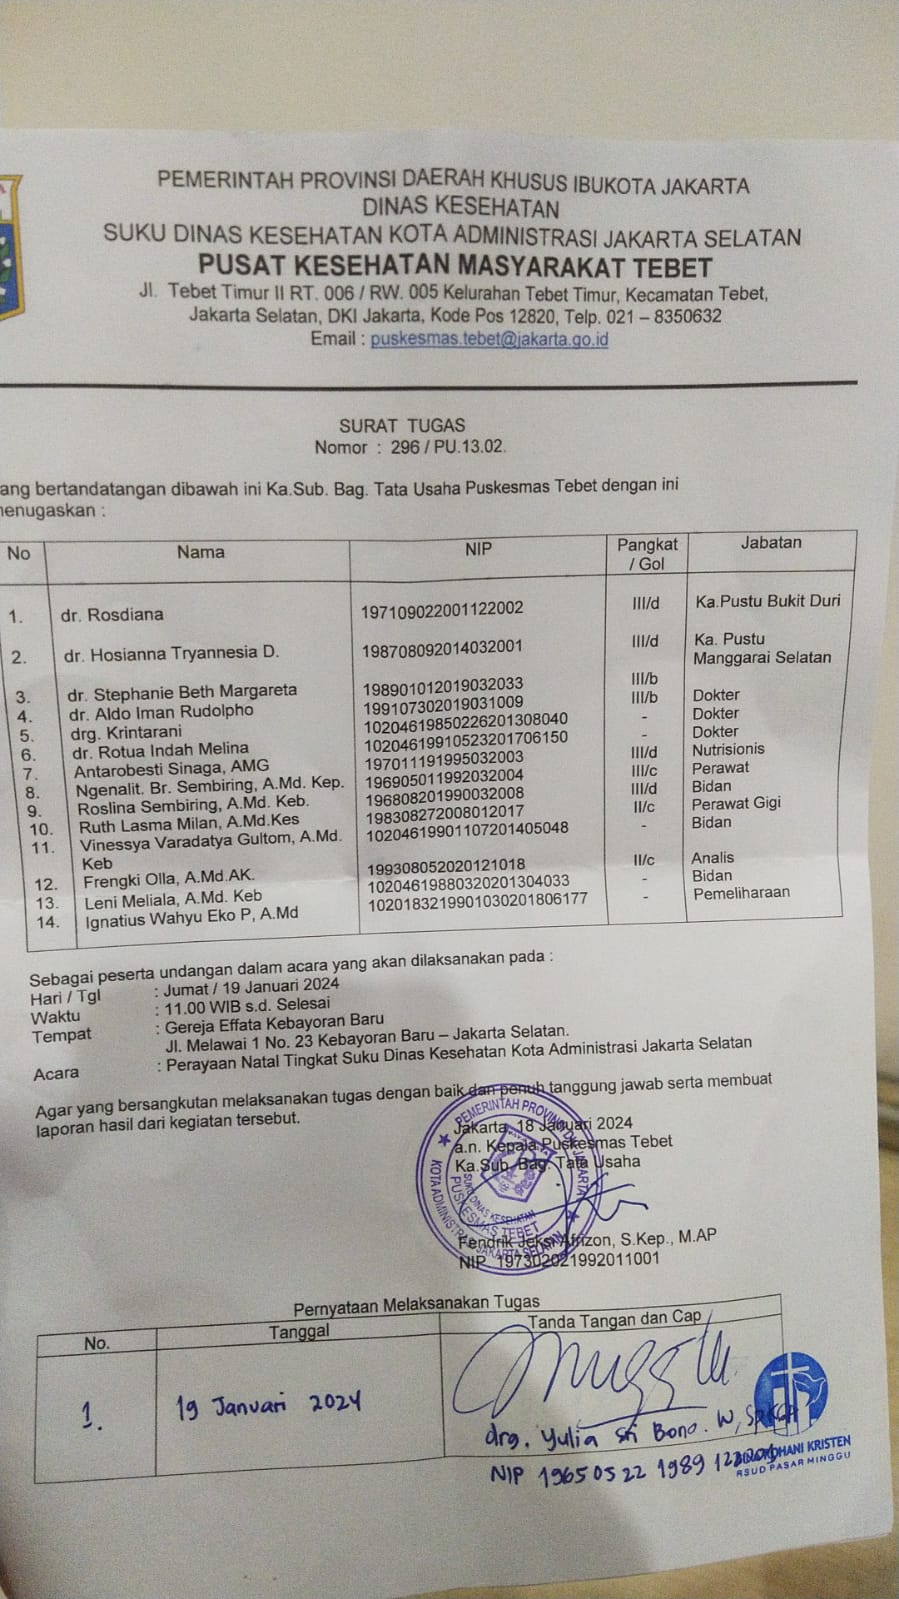 PEMERINTAH PROVINSI DAERAH KHUSUS IBUKOTA JAKARTA
DINAS KESEHATAN
SUKU DINAS KESEHATAN KOTA ADMINISTRASI JAKARTA SELATAN
PUSAT KESEHATAN MASYARAKAT TEBET
Jl. Tebet Timur II RT. 006 / RW. 005 Kelurahan Tebet Timur, Kecamatan Tebet,
Jakarta Selatan, DKI Jakarta, Kode Pos 12820, Telp. 021 – 8350632
Email : puskesmas.tebet@jakarta.go.id
SURAT TUGAS
Nomor : 296 / PU.13.02.
ang bertandatangan dibawah ini Ka.Sub. Bag. Tata Usaha Puskesmas Tebet dengan ini
nenugaskan :
No Nama NIP Pangkat / Gol Jabatan
1. dr. Rosdiana 197109022001122002 III/d Ka.Pustu Bukit Duri
2. dr. Hosianna Tryannesia D. 198708092014032001 III/d Ka. Pustu
Manggarai Selatan
3. dr. Stephanie Beth Margareta 198901012019032033 III/b Dokter
4. dr. Aldo Iman Rudolpho 199107302019031009 III/b Dokter
5. drg. Krintarani 10204619850226201308040 - Dokter
6. dr. Rotua Indah Melina 10204619910523201706150 - Nutrisionis
7. Antarobesti Sinaga, AMG 197011191995032003 III/d Perawat
8. Ngenalit. Br. Sembiring, A.Md. Kep. 196905011992032004 III/c Bidan
9. Roslina Sembiring, A.Md. Keb. 196808201990032008 III/d Perawat Gigi
10. Ruth Lasma Milan, A.Md.Kes 198308272008012017 II/c Bidan
11. Vinessya Varadatya Gultom, A.Md. 10204619901107201405048 -
Keb
12. Frengki Olla, A.Md.AK. 199308052020121018 II/c Analis
13. Leni Meliala, A.Md. Keb 10204619880320201304033 - Bidan
14. Ignatius Wahyu Eko P, A.Md 10201832199010302018​06177 - Pemeliharaan
Sebagai peserta undangan dalam acara yang akan dilaksanakan pada :
Hari / Tgl : Jumat / 19 Januari 2024
Waktu : 11.00 WIB s.d. Selesai
Tempat : Gereja Effata Kebayoran Baru
Jl. Melawai 1 No. 23 Kebayoran Baru – Jakarta Selatan.
Acara : Perayaan Natal Tingkat Suku Dinas Kesehatan Kota Administrasi Jakarta Selatan
Agar yang bersangkutan melaksanakan tugas dengan baik dan penuh tanggung jawab serta membuat
laporan hasil dari kegiatan tersebut.
Jakarta, 18 Januari 2024
a.n. Kepala Puskesmas Tebet
Ka.Sub. Bag. Tata Usaha
PEMERINTAH PROVINSI DKI JAKARTA
SUKU DINAS KESEHATAN
PUSKESMAS TEBET
KOTA ADMINISTRASI JAKARTA SELATAN
Fendrik Jeksi Afrizon, S.Kep., M.AP
NIP 197302021992011001
Pernyataan Melaksanakan Tugas
No. Tanggal Tanda Tangan dan Cap
1. 19 Januari 2024
drg. Yulia Sri Bono. W, SpKGA
NIP 19650522 1989 122001
KRISTEN
RSUD PASAR MINGGU